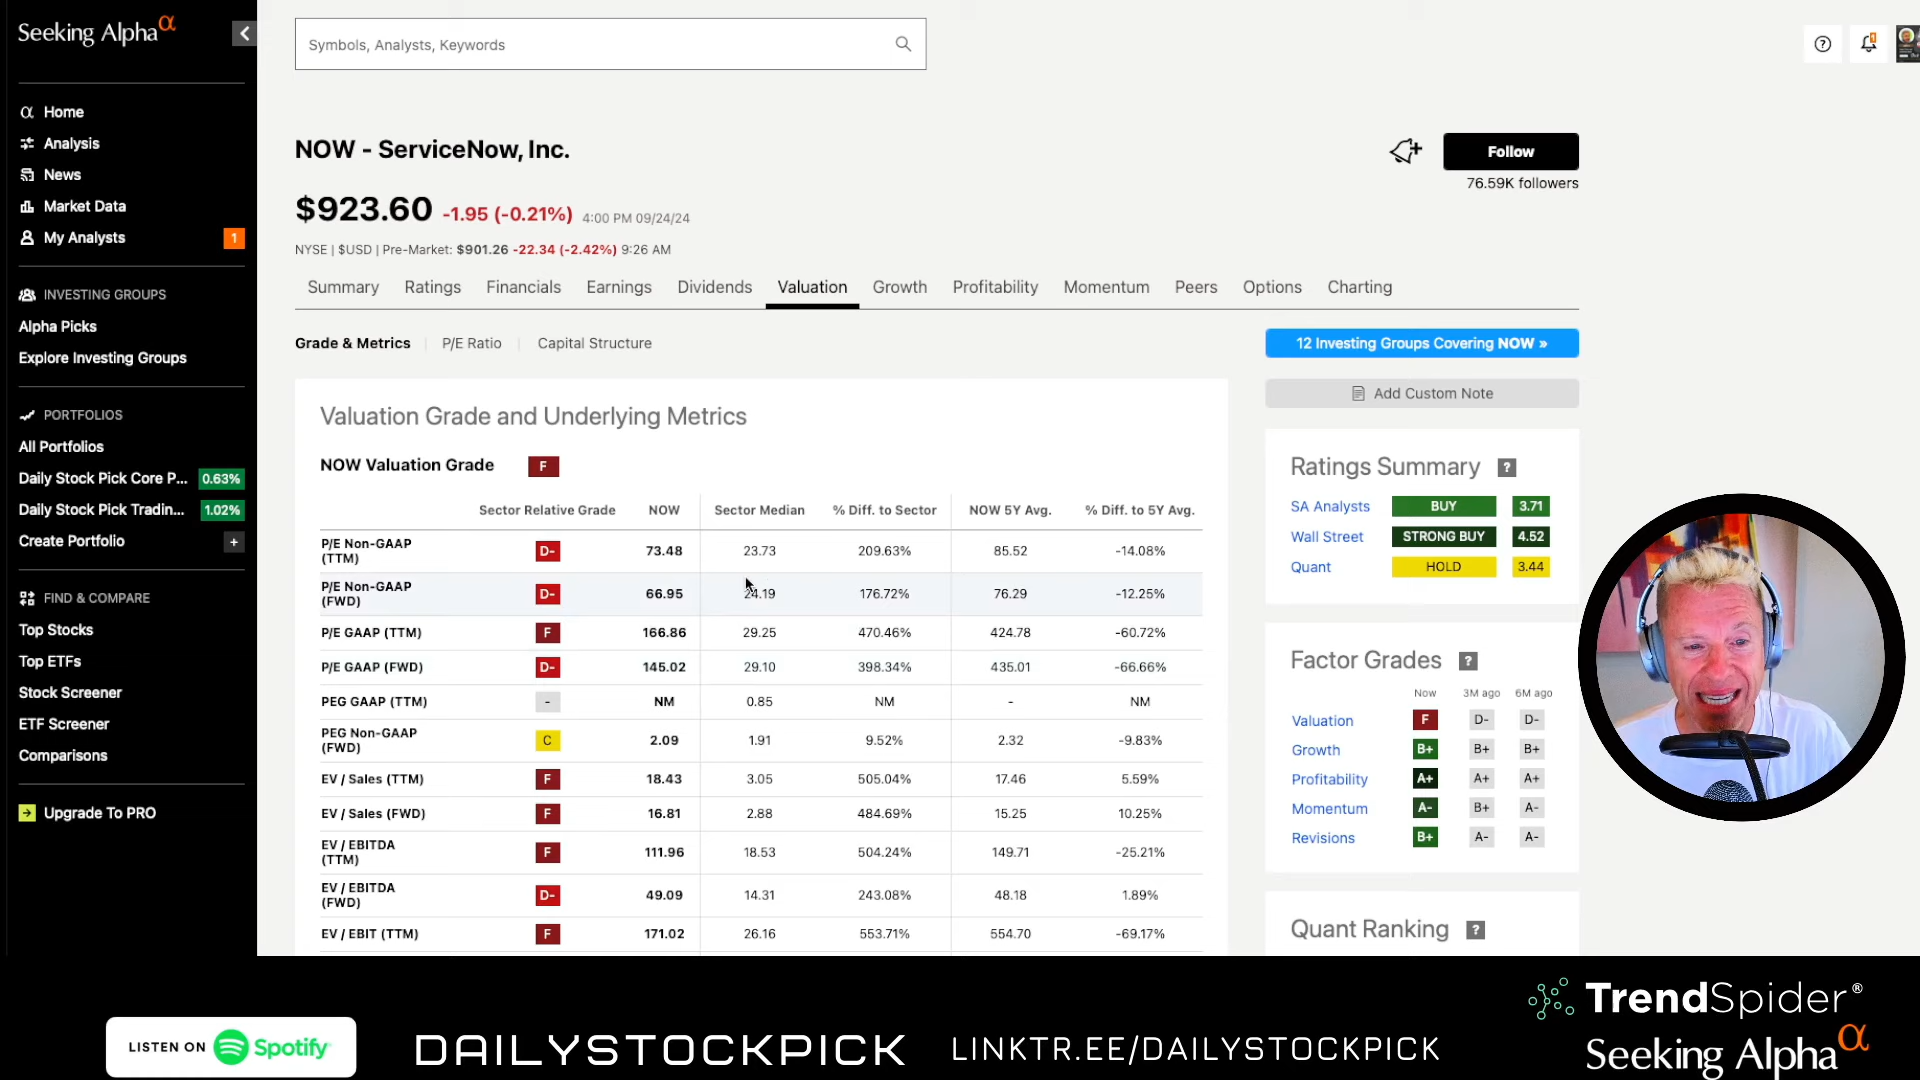 Seeking Alpha α
Symbols, Analysts, Keywords
α Home
Analysis
News
Market Data
My Analysts 1
INVESTING GROUPS
Alpha Picks
Explore Investing Groups
PORTFOLIOS
All Portfolios
Daily Stock Pick Core P... 0.63%
Daily Stock Pick Tradin... 1.02%
Create Portfolio +
FIND & COMPARE
Top Stocks
Top ETFs
Stock Screener
ETF Screener
Comparisons
Upgrade To PRO
NOW - ServiceNow, Inc.
Follow
76.59K followers
$923.60 -1.95 (-0.21%) 4:00 PM 09/24/24
NYSE | $USD | Pre-Market: $901.26 -22.34 (-2.42%) 9:26 AM
Summary Ratings Financials Earnings Dividends Valuation Growth Profitability Momentum Peers Options Charting
Grade & Metrics | P/E Ratio | Capital Structure
Valuation Grade and Underlying Metrics
NOW Valuation Grade F
Sector Relative Grade NOW Sector Median % Diff. to Sector NOW 5Y Avg. % Diff. to 5Y Avg.
P/E Non-GAAP
(TTM) D- 73.48 23.73 209.63% 85.52 -14.08%
P/E Non-GAAP
(FWD) D- 66.95 24.19 176.72% 76.29 -12.25%
P/E GAAP (TTM) F 166.86 29.25 470.46% 424.78 -60.72%
P/E GAAP (FWD) D- 145.02 29.10 398.34% 435.01 -66.66%
PEG GAAP (TTM) - NM 0.85 NM - NM
PEG Non-GAAP
(FWD) C 2.09 1.91 9.52% 2.32 -9.83%
EV / Sales (TTM) F 18.43 3.05 505.04% 17.46 5.59%
EV / Sales (FWD) F 16.81 2.88 484.69% 15.25 10.25%
EV / EBITDA
(TTM) F 111.96 18.53 504.24% 149.71 -25.21%
EV / EBITDA
(FWD) D- 49.09 14.31 243.08% 48.18 1.89%
EV / EBIT (TTM) F 171.02 26.16 553.71% 554.70 -69.17%
12 Investing Groups Covering NOW »
Add Custom Note
Ratings Summary ?
SA Analysts BUY 3.71
Wall Street STRONG BUY 4.52
Quant HOLD 3.44
Factor Grades ?
Now 3M ago 6M ago
Valuation F D- D-
Growth B+ B+ B+
Profitability A+ A+ A+
Momentum A- B+ A-
Revisions B+ A- A-
Quant Ranking ?
LISTEN ON Spotify
DAILYSTOCKPICK
LINKTR.EE/DAILYSTOCKPICK
TrendSpider®
Seeking Alpha α